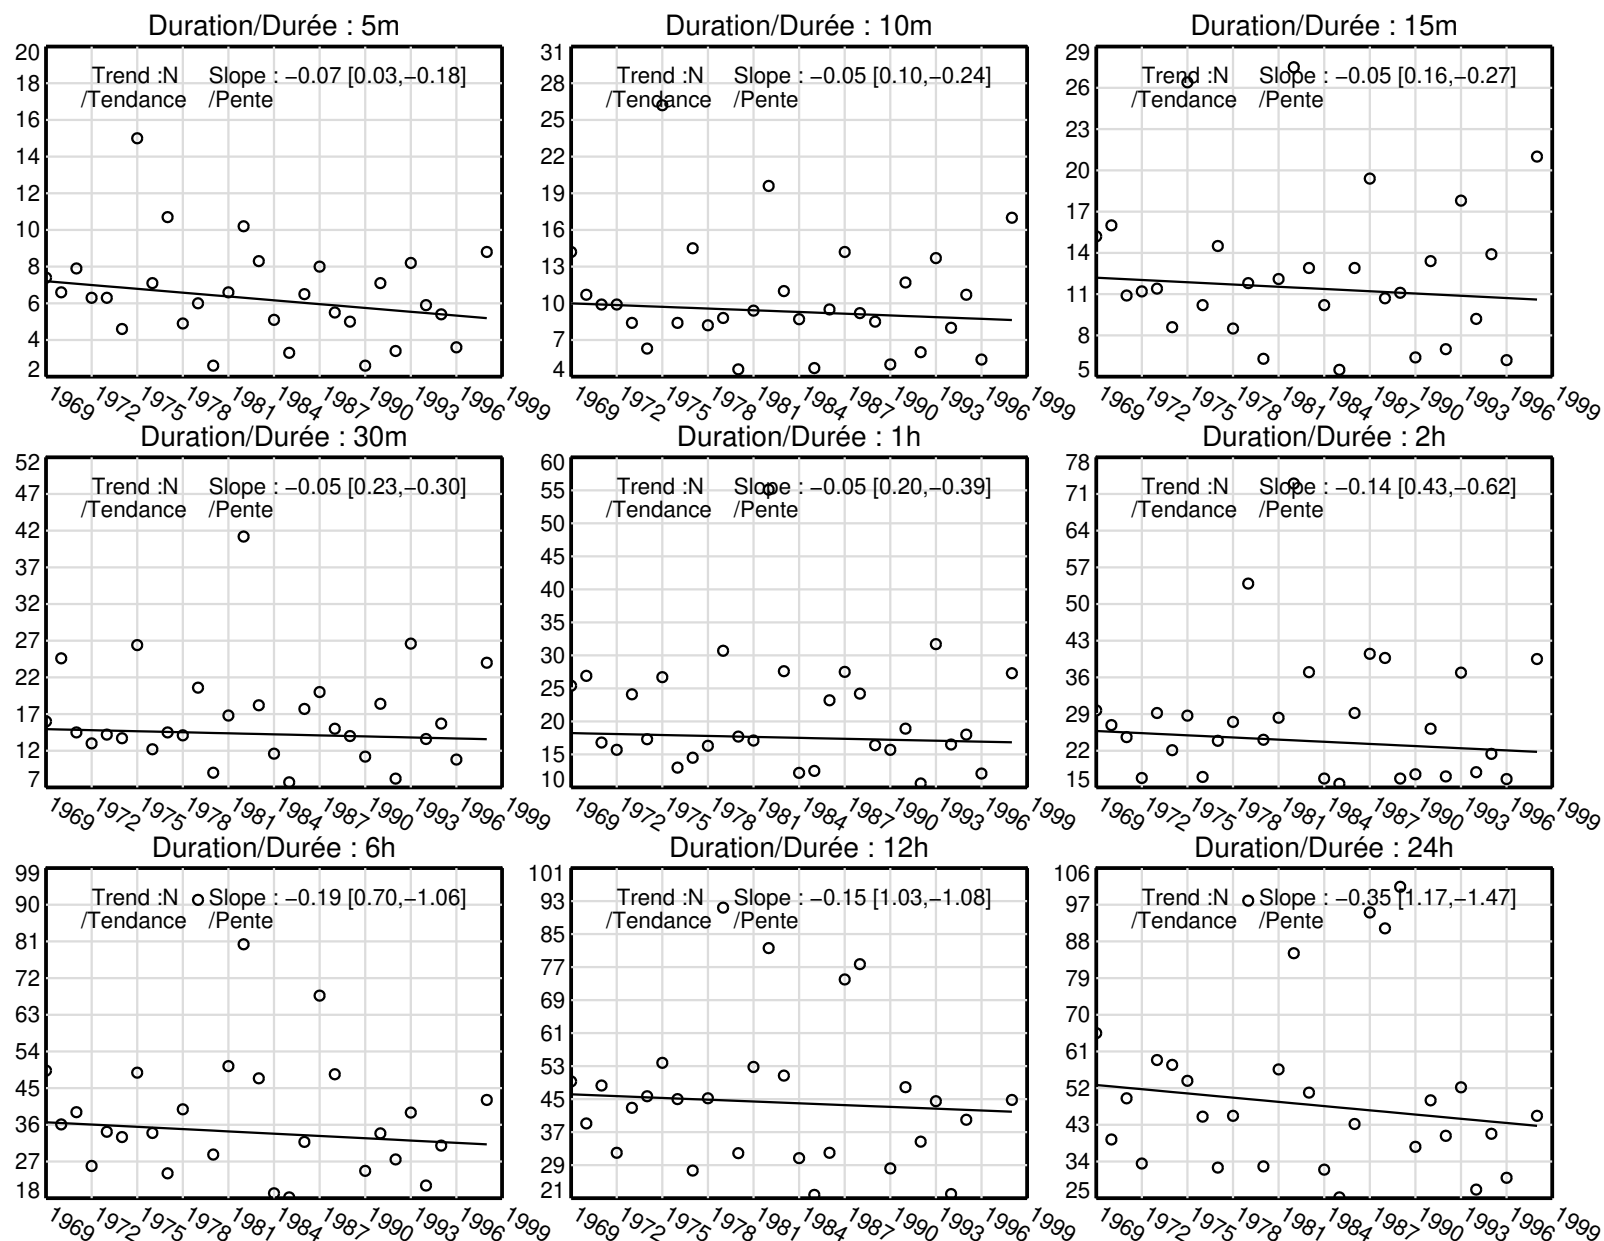 Duration/Durée : 5m
20
18
16
14
12
10
8
6
4
2
Trend :N Slope : −0.07 [0.03,−0.18]
/Tendance /Pente
1969 1972 1975 1978 1981 1984 1987 1990 1993 1996 1999
Duration/Durée : 10m
31
28
25
22
19
16
13
10
7
4
Trend :N Slope : −0.05 [0.10,−0.24]
/Tendance /Pente
1969 1972 1975 1978 1981 1984 1987 1990 1993 1996 1999
Duration/Durée : 15m
29
26
23
20
17
14
11
8
5
Trend :N Slope : −0.05 [0.16,−0.27]
/Tendance /Pente
1969 1972 1975 1978 1981 1984 1987 1990 1993 1996 1999
Duration/Durée : 30m
52
47
42
37
32
27
22
17
12
7
Trend :N Slope : −0.05 [0.23,−0.30]
/Tendance /Pente
1969 1972 1975 1978 1981 1984 1987 1990 1993 1996 1999
Duration/Durée : 1h
60
55
50
45
40
35
30
25
20
15
10
Trend :N Slope : −0.05 [0.20,−0.39]
/Tendance /Pente
1969 1972 1975 1978 1981 1984 1987 1990 1993 1996 1999
Duration/Durée : 2h
78
71
64
57
50
43
36
29
22
15
Trend :N Slope : −0.14 [0.43,−0.62]
/Tendance /Pente
1969 1972 1975 1978 1981 1984 1987 1990 1993 1996 1999
Duration/Durée : 6h
99
90
81
72
63
54
45
36
27
18
Trend :N Slope : −0.19 [0.70,−1.06]
/Tendance /Pente
1969 1972 1975 1978 1981 1984 1987 1990 1993 1996 1999
Duration/Durée : 12h
101
93
85
77
69
61
53
45
37
29
21
Trend :N Slope : −0.15 [1.03,−1.08]
/Tendance /Pente
1969 1972 1975 1978 1981 1984 1987 1990 1993 1996 1999
Duration/Durée : 24h
106
97
88
79
70
61
52
43
34
25
Trend :N Slope : −0.35 [1.17,−1.47]
/Tendance /Pente
1969 1972 1975 1978 1981 1984 1987 1990 1993 1996 1999